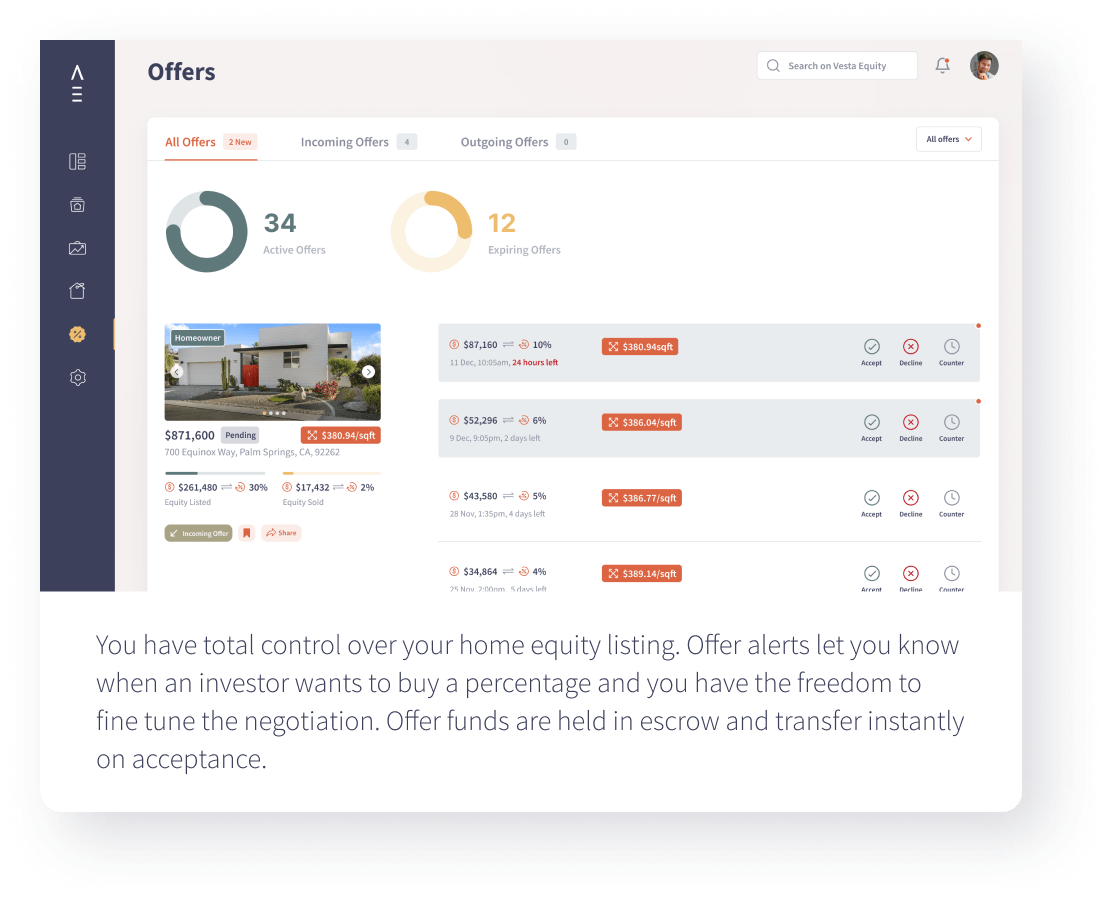 Offers
Search on Vesta Equity
All Offers 2 New Incoming Offers 4 Outgoing Offers 0 All offers
34
Active Offers
12
Expiring Offers
Homeowner
$871,600 Pending $380.94/sqft
700 Equinox Way, Palm Springs, CA, 92262
$261,480 30% $17,432 2%
Equity Listed Equity Sold
Incoming Offer Share
$87,160 10% $380.94sqft
11 Dec, 10:05am, 24 hours left
Accept Decline Counter
$52,296 6% $386.04/sqft
9 Dec, 9:05pm, 2 days left
Accept Decline Counter
$43,580 5% $386.77/sqft
28 Nov, 1:35pm, 4 days left
Accept Decline Counter
$34,864 4% $389.14/sqft
25 Nov, 2:00pm, 5 days left
Accept Decline Counter
You have total control over your home equity listing. Offer alerts let you know
when an investor wants to buy a percentage and you have the freedom to
fine tune the negotiation. Offer funds are held in escrow and transfer instantly
on acceptance.